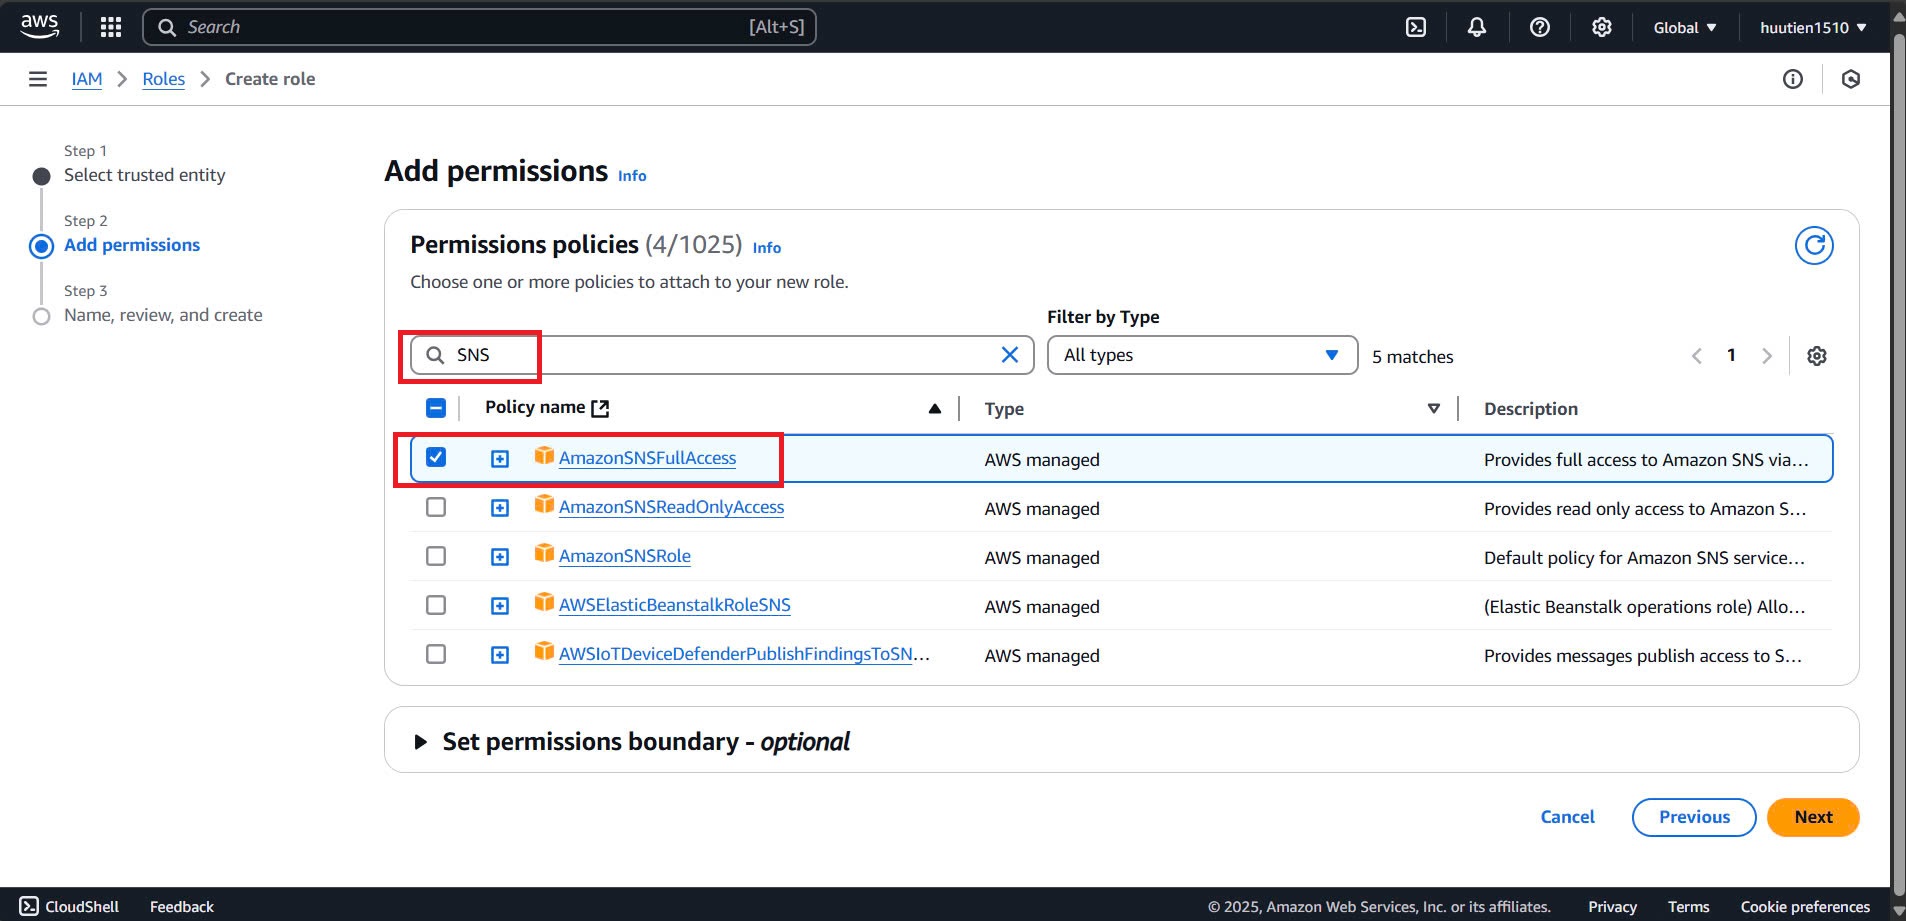 aws
Search
[Alt+S]
Global
huutien1510
IAM
Roles
Create role
Step 1
Select trusted entity
Step 2
Add permissions
Step 3
Name, review, and create
Add permissions Info
Permissions policies (4/1025) Info
Choose one or more policies to attach to your new role.
Filter by Type
SNS
All types
5 matches
1
Policy name
Type
Description
AmazonSNSFullAccess
AWS managed
Provides full access to Amazon SNS via…
AmazonSNSReadOnlyAccess
AWS managed
Provides read only access to Amazon S…
AmazonSNSRole
AWS managed
Default policy for Amazon SNS service…
AWSElasticBeanstalkRoleSNS
AWS managed
(Elastic Beanstalk operations role) Allo…
AWSIoTDeviceDefenderPublishFindingsToSN…
AWS managed
Provides messages publish access to S…
Set permissions boundary - optional
Cancel
Previous
Next
CloudShell
Feedback
© 2025, Amazon Web Services, Inc. or its affiliates.
Privacy
Terms
Cookie preferences